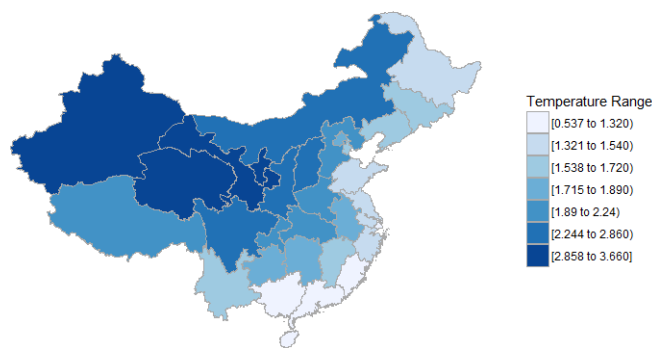 Temperature Range
[0.537 to 1.320)
[1.321 to 1.540)
[1.538 to 1.720)
[1.715 to 1.890)
[1.89 to 2.24)
[2.244 to 2.860)
[2.858 to 3.660]